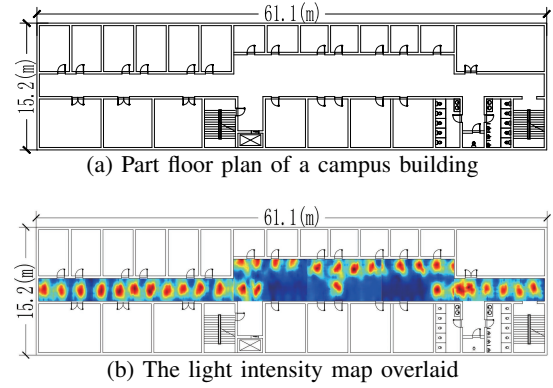 61.1(m)
15.2(m)
(a) Part floor plan of a campus building
61.1(m)
15.2(m)
(b) The light intensity map overlaid